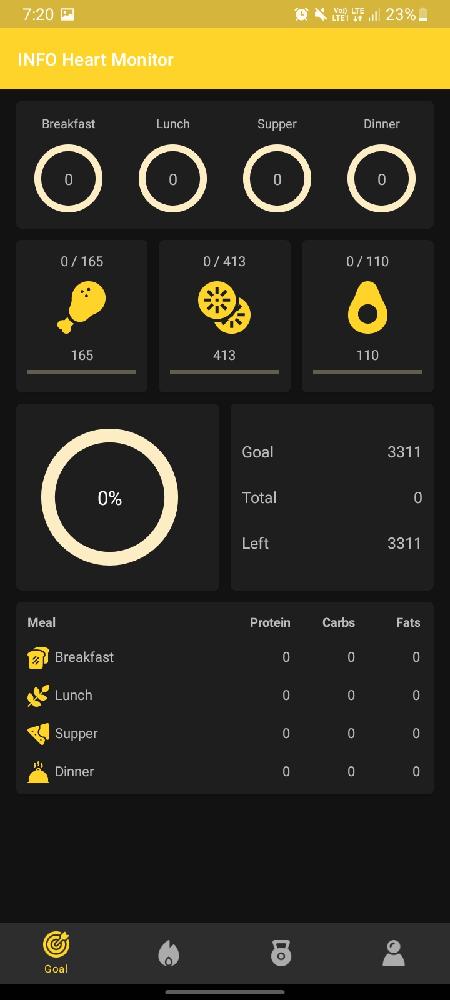 7:20 Vo) LTE1 LTE 23%
INFO Heart Monitor
Breakfast Lunch Supper Dinner
0 0 0 0
0 / 165 0 / 413 0 / 110
165 413 110
0%
Goal 3311
Total 0
Left 3311
Meal Protein Carbs Fats
Breakfast 0 0 0
Lunch 0 0 0
Supper 0 0 0
Dinner 0 0 0
Goal